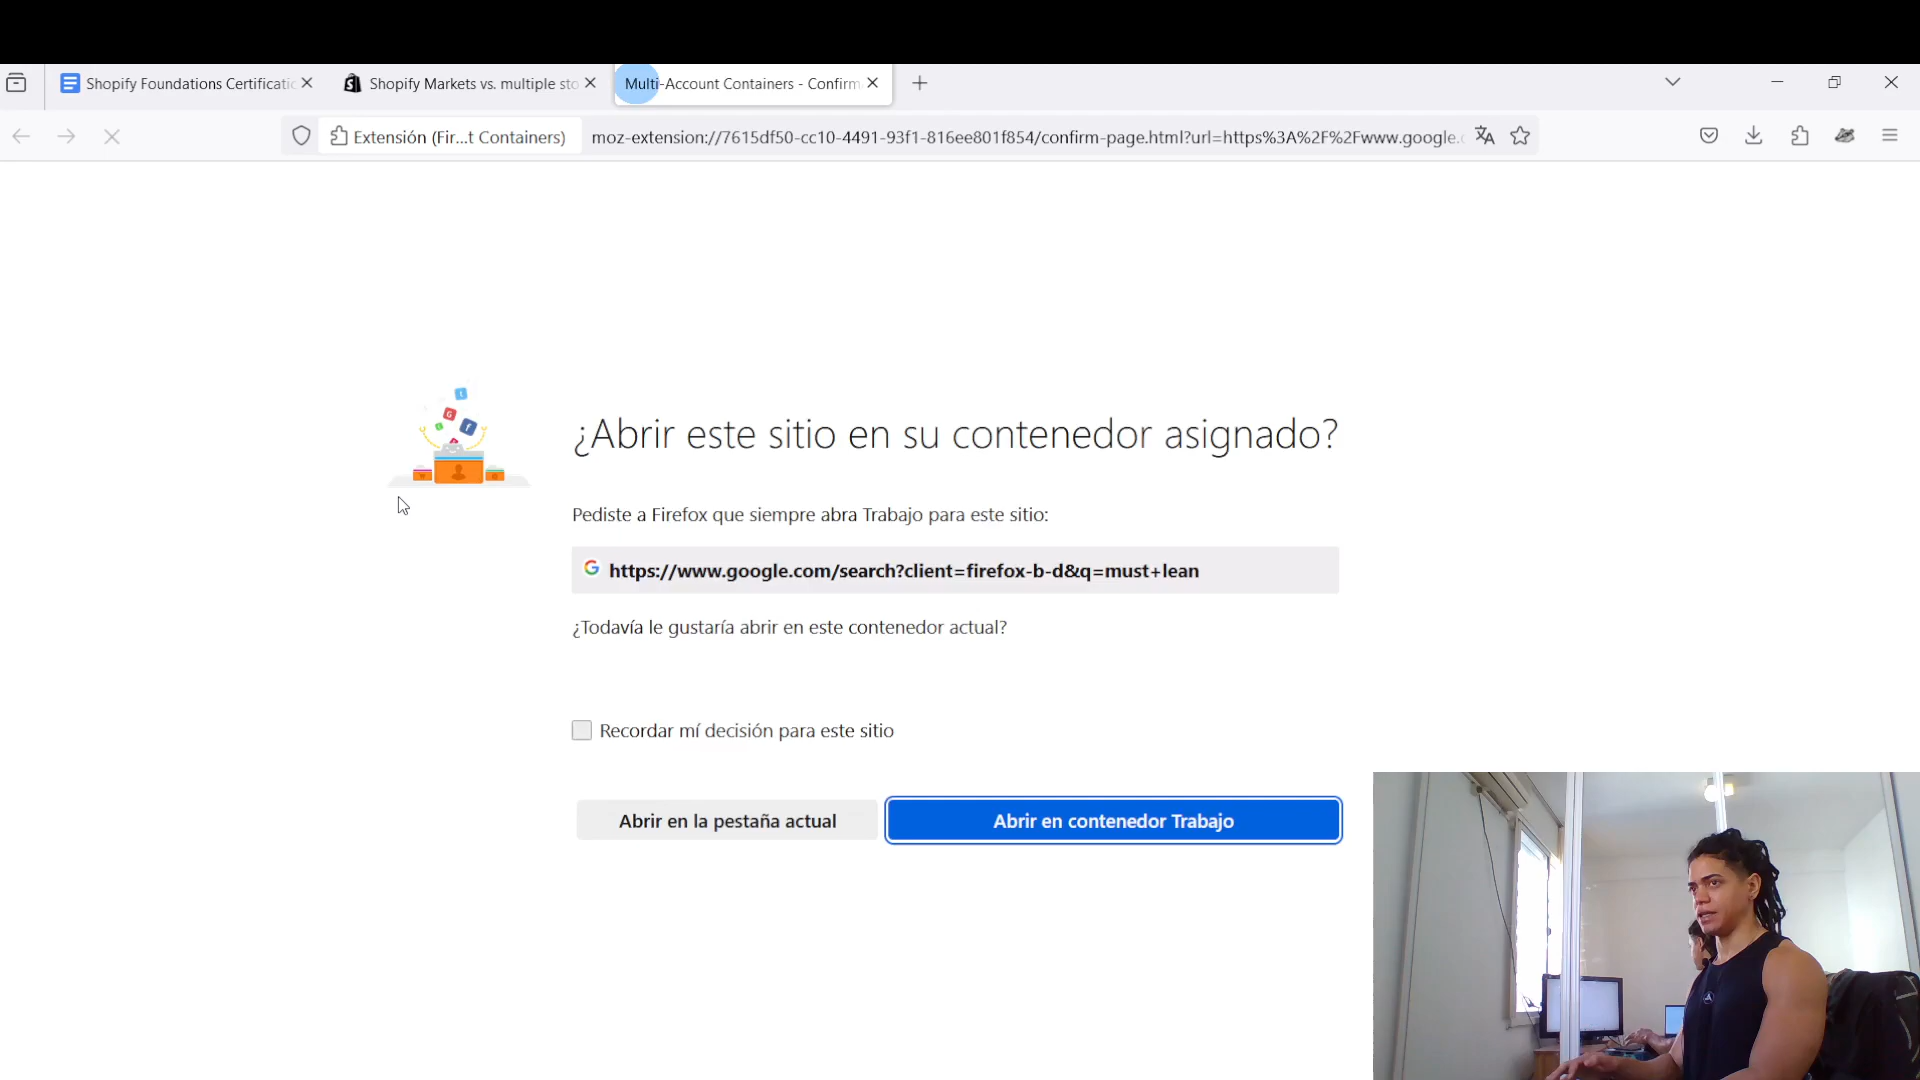 Shopify Foundations Certificatic
Shopify Markets vs. multiple sto
Multi-Account Containers - Confirm
Extensión (Fir...t Containers)
moz-extension://7615df50-cc10-4491-93f1-816ee801f854/confirm-page.html?url=https%3A%2F%2Fwww.google.c
¿Abrir este sitio en su contenedor asignado?
Pediste a Firefox que siempre abra Trabajo para este sitio:
https://www.google.com/search?client=firefox-b-d&q=must+lean
¿Todavía le gustaría abrir en este contenedor actual?
Recordar mí decisión para este sitio
Abrir en la pestaña actual
Abrir en contenedor Trabajo